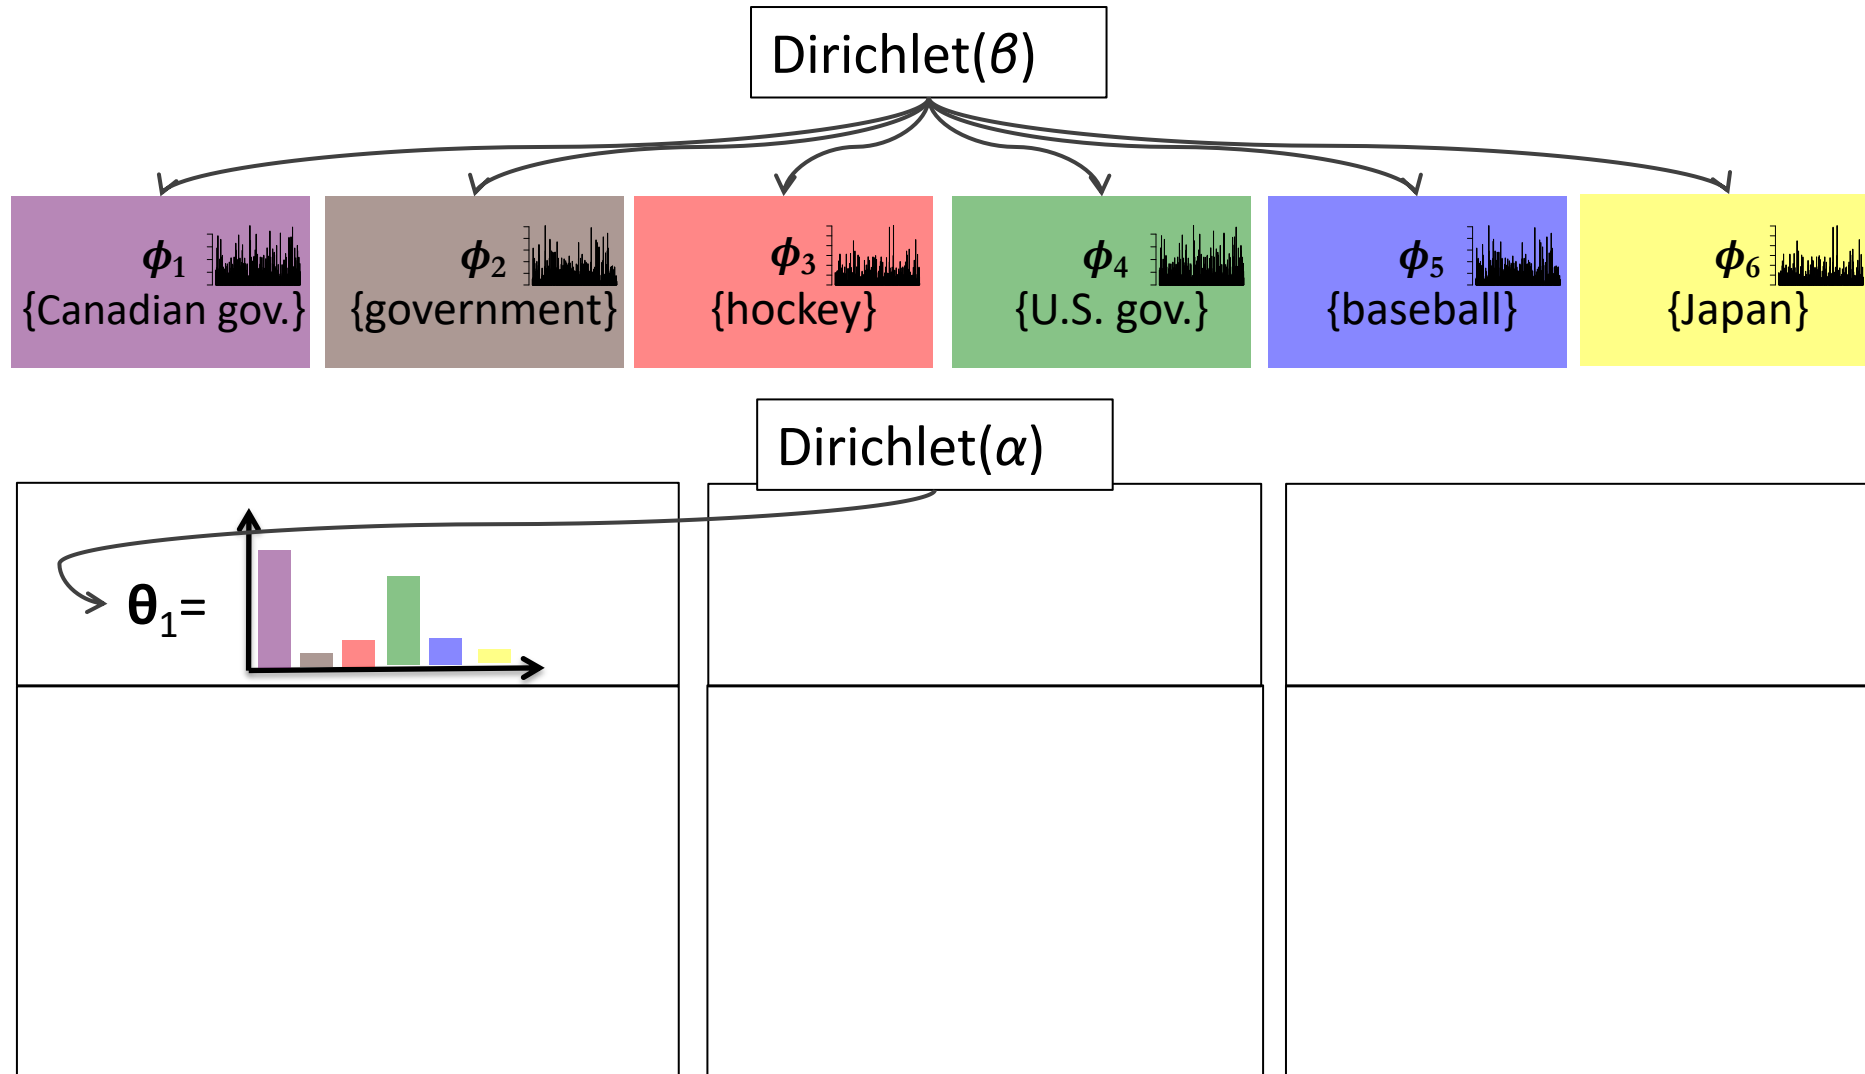 Dirichlet(β)
ϕ₁ ϕ₂ ϕ₃ ϕ₄ ϕ₅ ϕ₆
{Canadian gov.} {government} {hockey} {U.S. gov.} {baseball} {Japan}
Dirichlet(α)
θ₁=